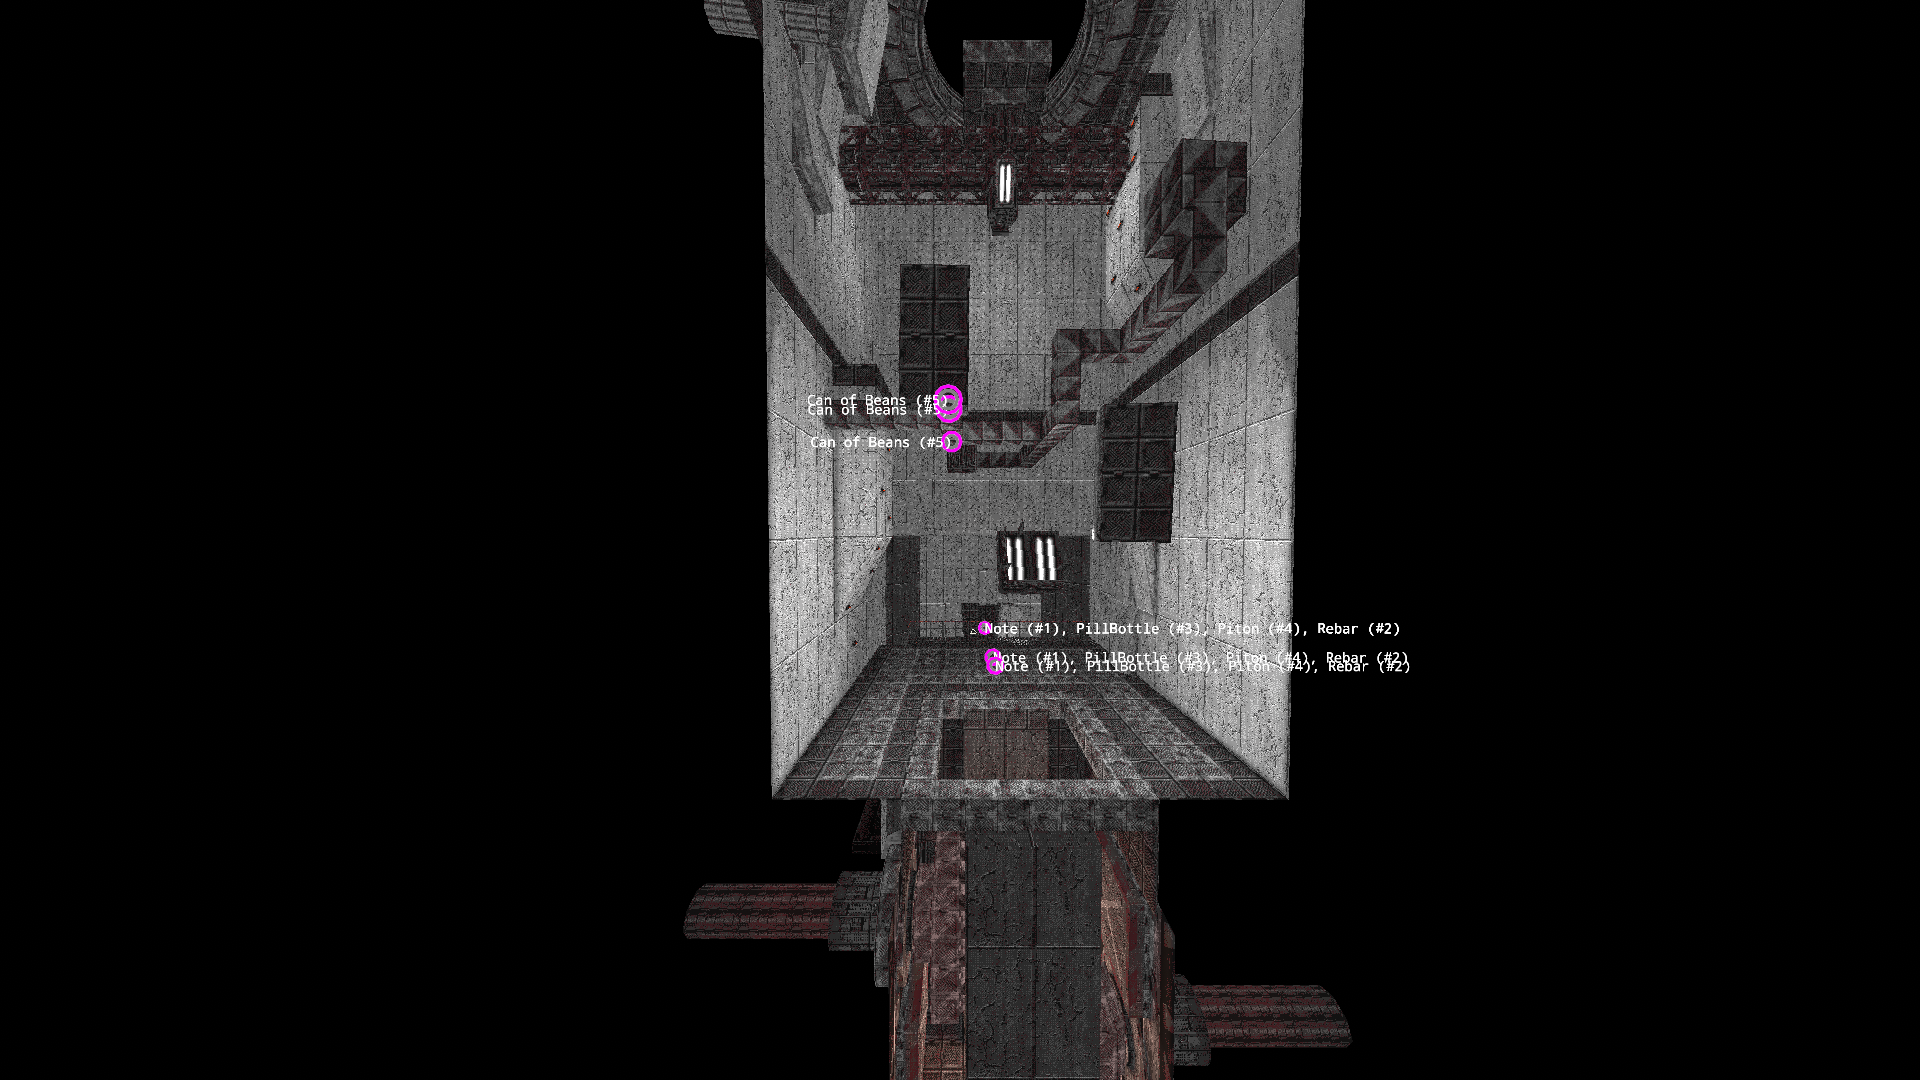 Can of Beans (#5)
Can of Beans (#5
Can of Beans (#5)
Note (#1), PillBottle (#3), Piton (#4), Rebar (#2)
Note (#1), PillBottle (#3), Piton (#4), Rebar (#2)
Note (#1), PillBottle (#3), Piton (#4), Rebar (#2)